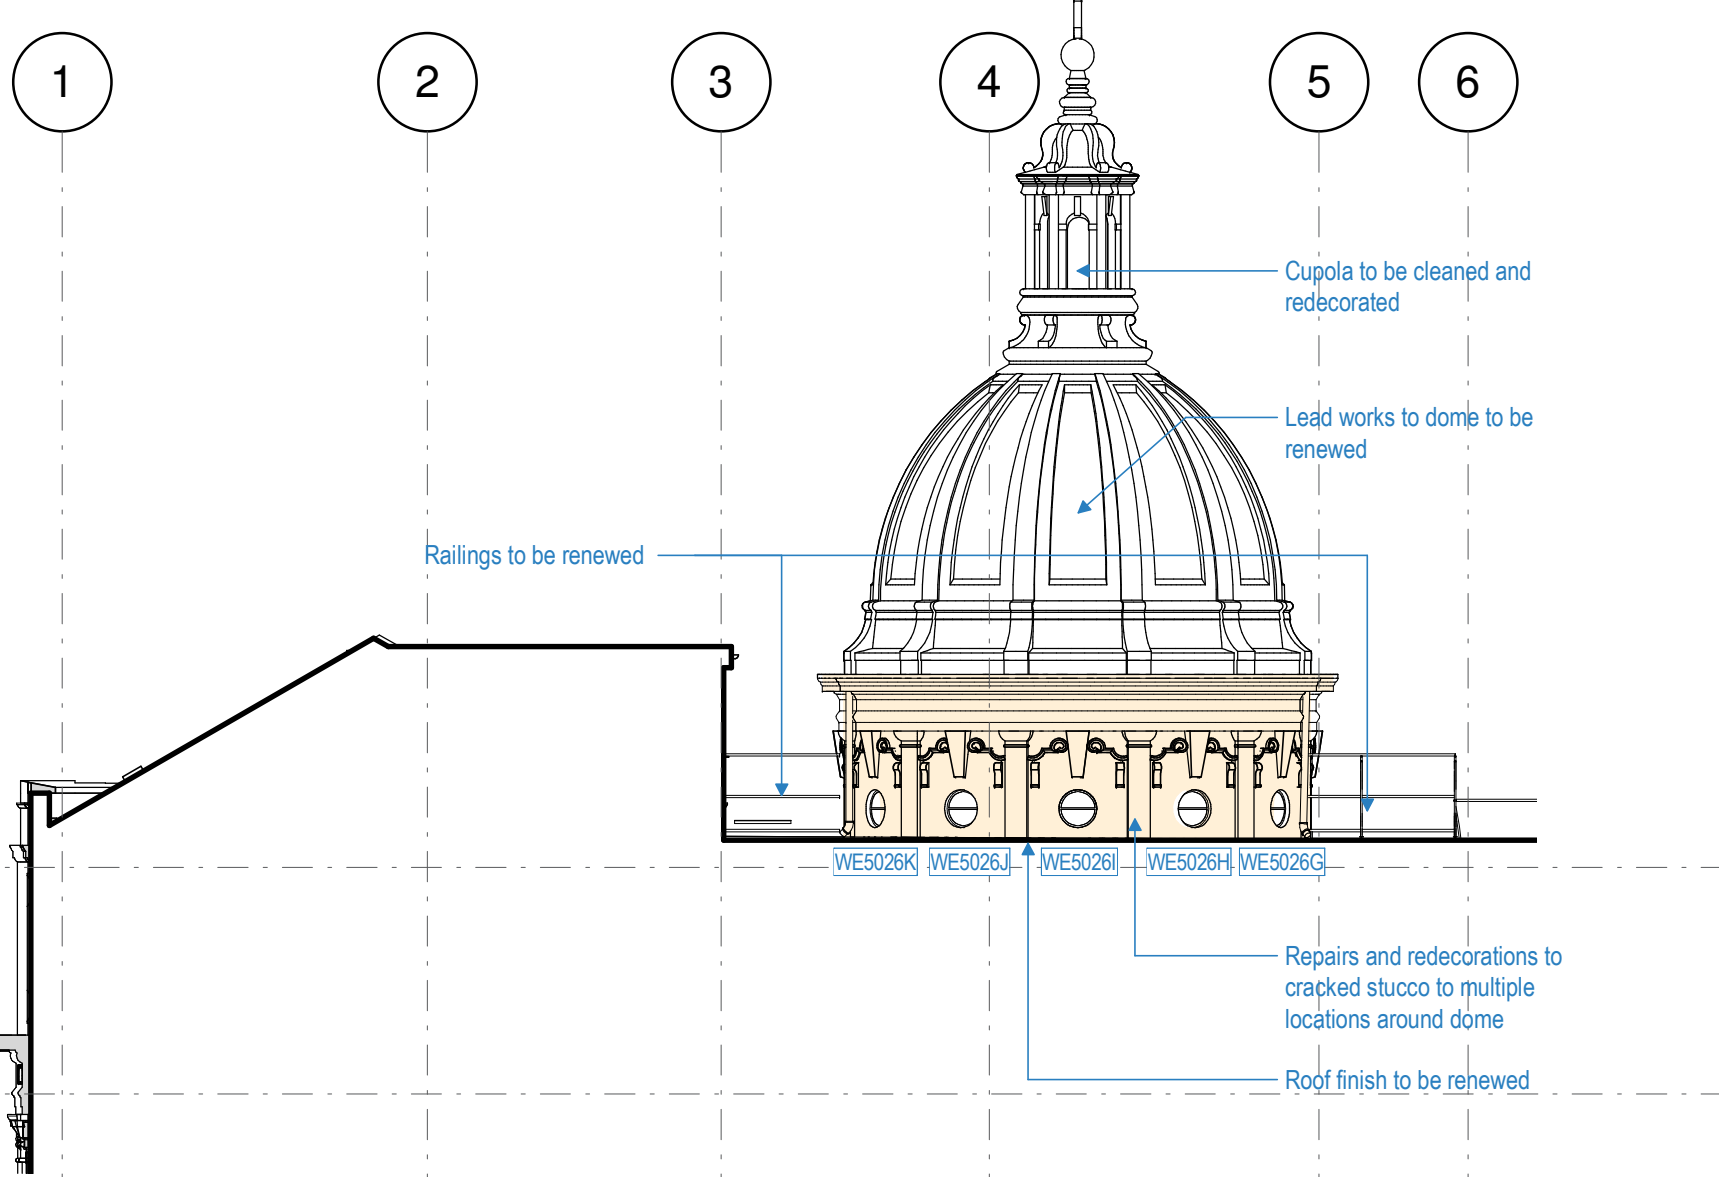 1 2 3 4 5 6
Cupola to be cleaned and
redecorated
Lead works to dome to be
renewed
Railings to be renewed
WE5026K WE5026J WE5026I WE5026H WE5026G
Repairs and redecorations to
cracked stucco to multiple
locations around dome
Roof finish to be renewed